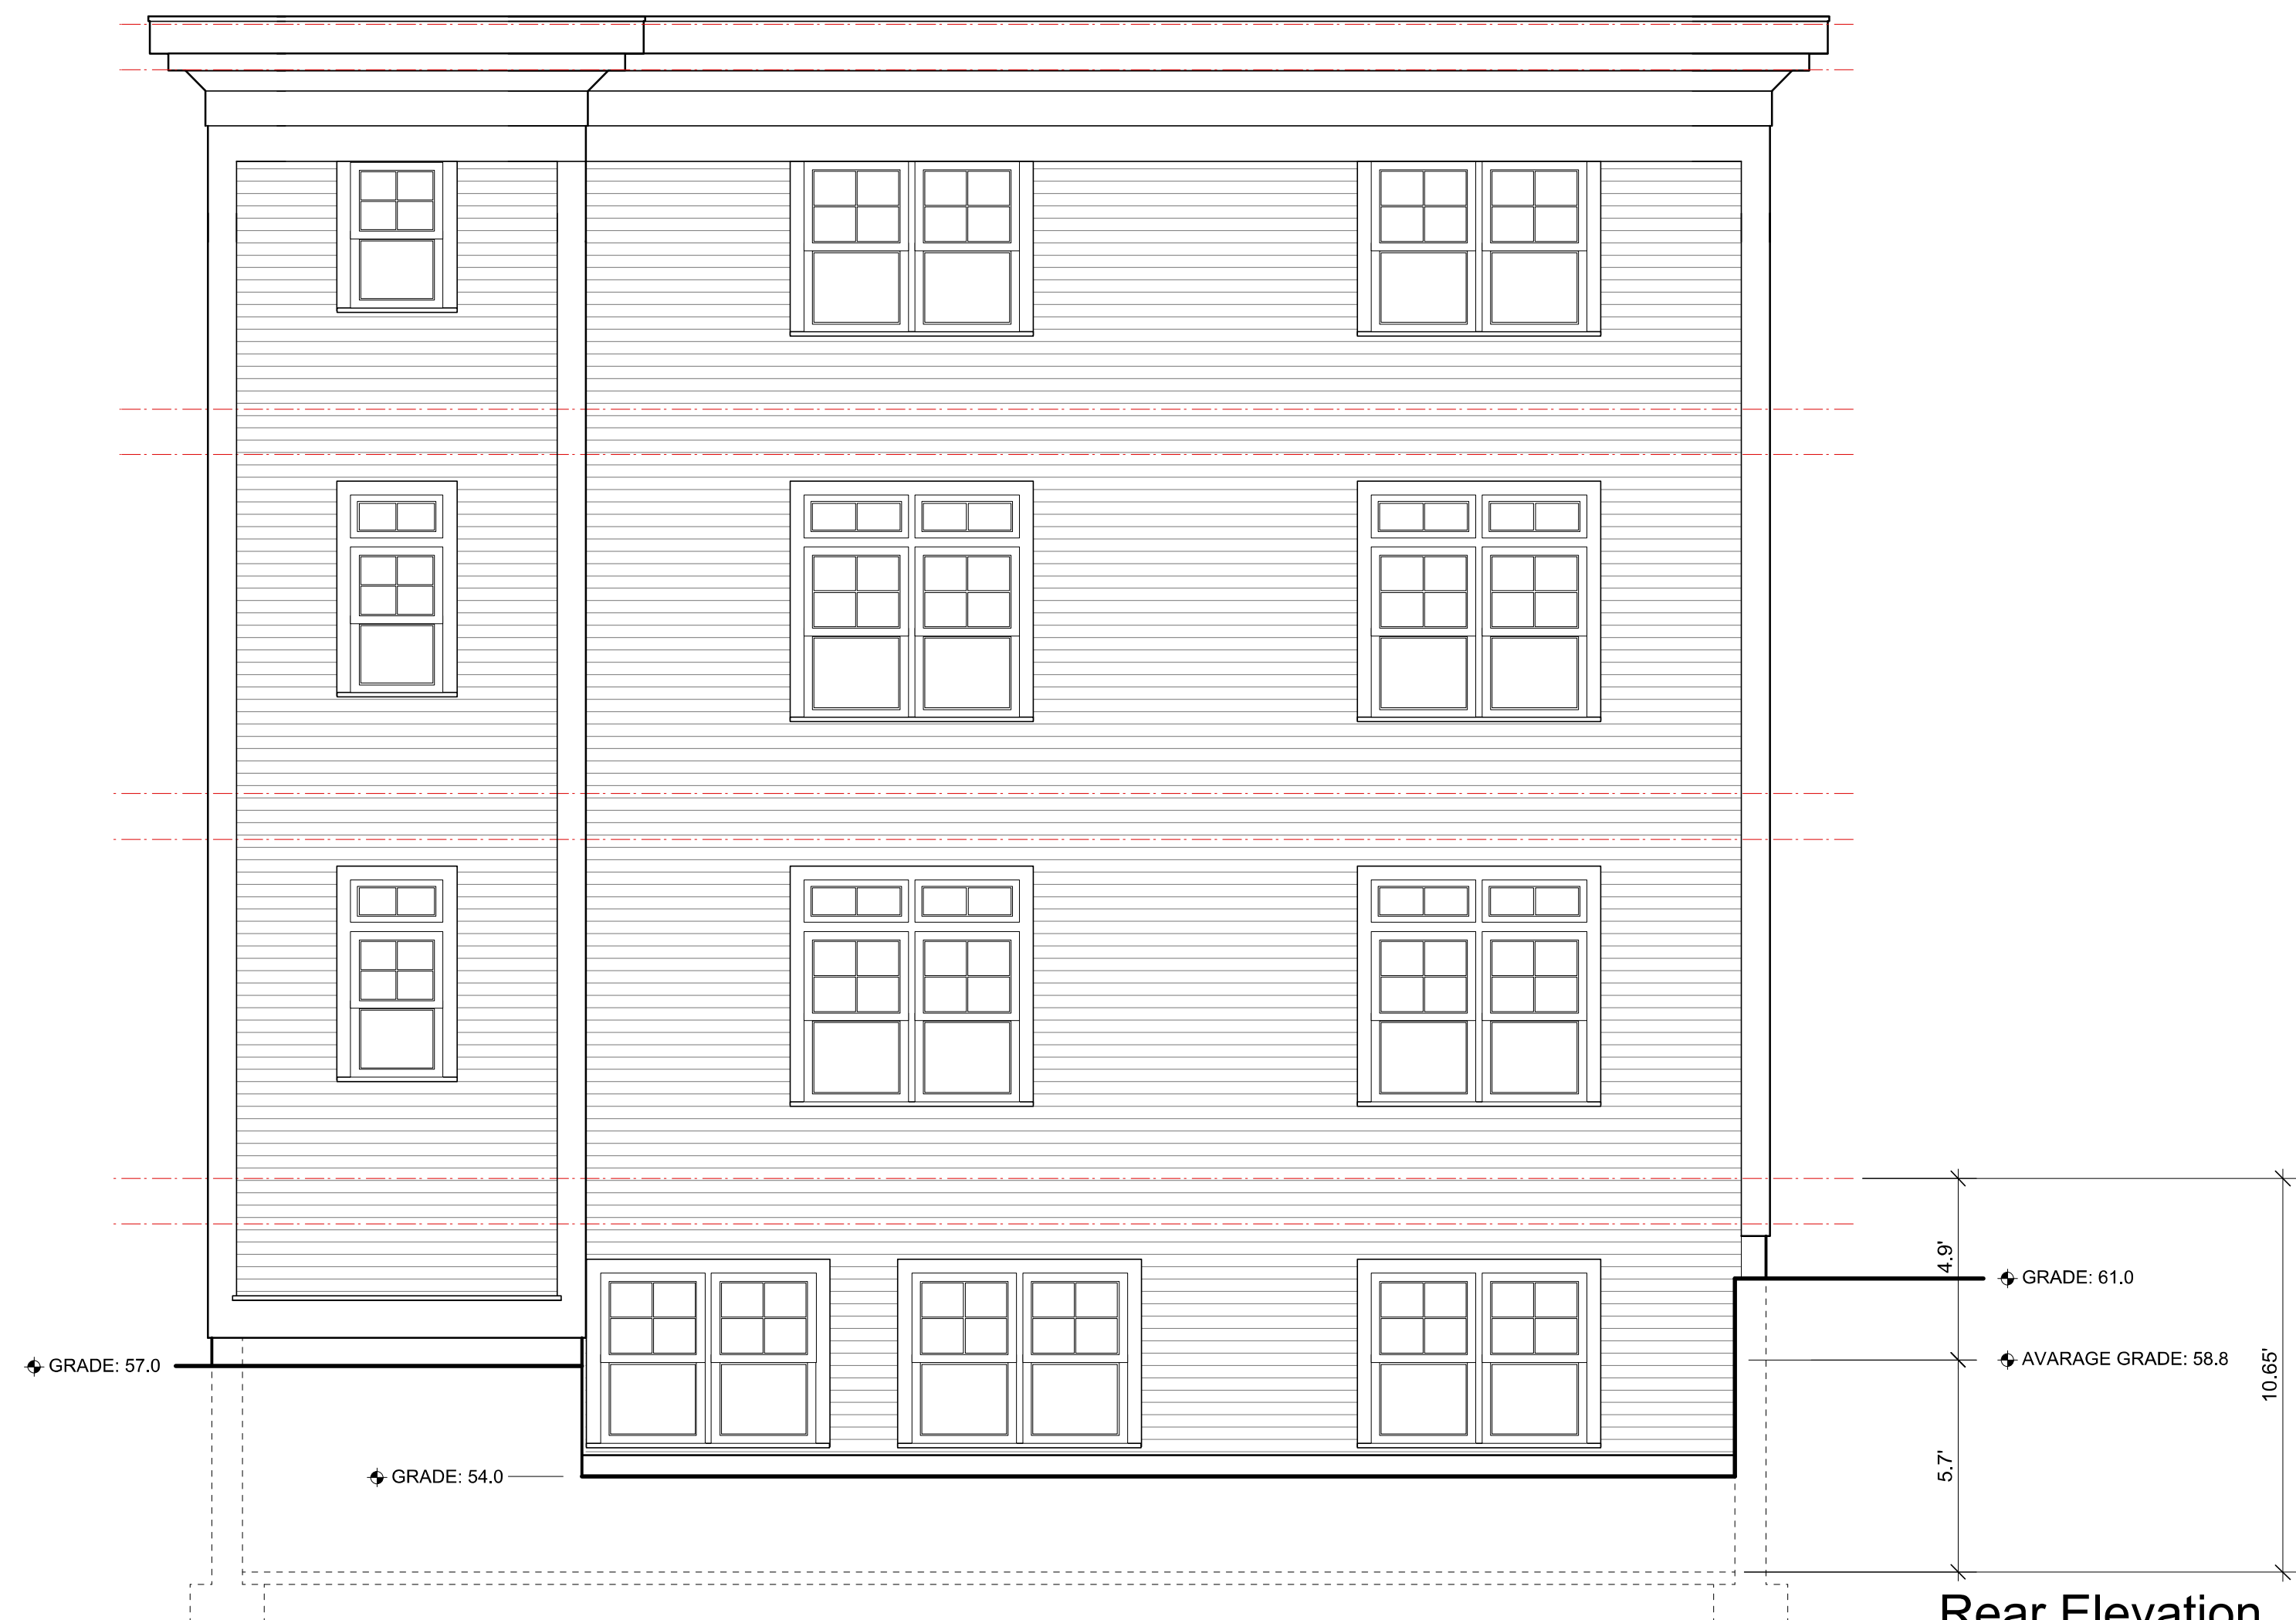 4.9'
GRADE: 61.0
AVARAGE GRADE: 58.8
10.65'
GRADE: 57.0
5.7'
GRADE: 54.0
Rear Elevation